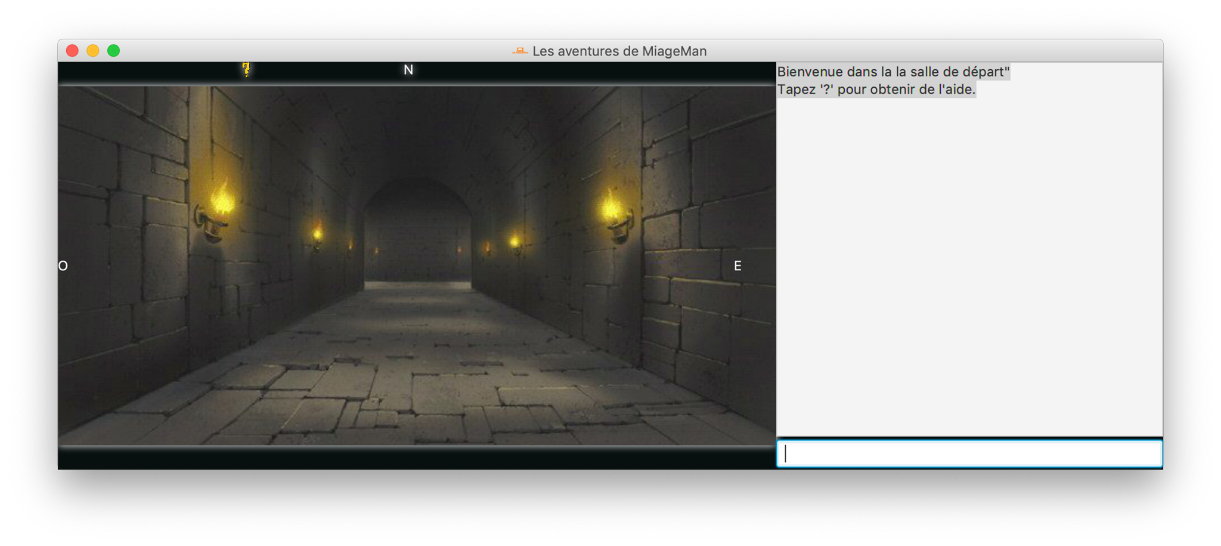 Les aventures de MiageMan
?
N
O
E
Bienvenue dans la la salle de départ"
Tapez '?' pour obtenir de l'aide.